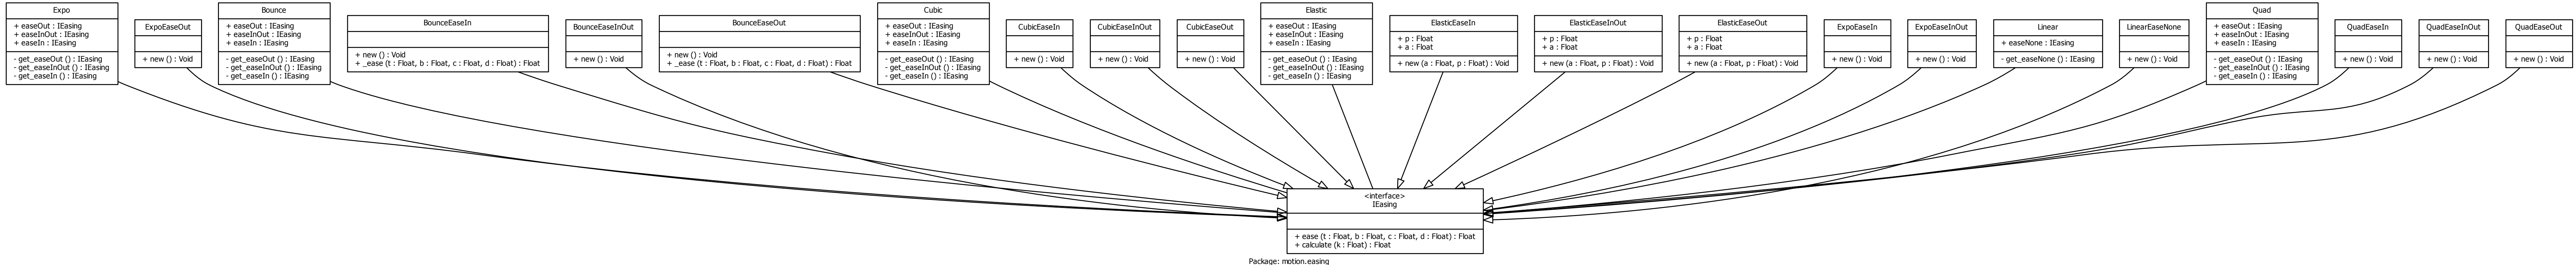 Expo
+ easeOut : IEasing
+ easeInOut : IEasing
+ easeIn : IEasing
- get_easeOut () : IEasing
- get_easeInOut () : IEasing
- get_easeIn () : IEasing
ExpoEaseOut
+ new () : Void
Bounce
+ easeOut : IEasing
+ easeInOut : IEasing
+ easeIn : IEasing
- get_easeOut () : IEasing
- get_easeInOut () : IEasing
- get_easeIn () : IEasing
BounceEaseIn
+ new () : Void
+ _ease (t : Float, b : Float, c : Float, d : Float) : Float
BounceEaseInOut
+ new () : Void
BounceEaseOut
+ new () : Void
+ _ease (t : Float, b : Float, c : Float, d : Float) : Float
Cubic
+ easeOut : IEasing
+ easeInOut : IEasing
+ easeIn : IEasing
- get_easeOut () : IEasing
- get_easeInOut () : IEasing
- get_easeIn () : IEasing
CubicEaseIn
+ new () : Void
CubicEaseInOut
+ new () : Void
CubicEaseOut
+ new () : Void
Elastic
+ easeOut : IEasing
+ easeInOut : IEasing
+ easeIn : IEasing
- get_easeOut () : IEasing
- get_easeInOut () : IEasing
- get_easeIn () : IEasing
ElasticEaseIn
+ p : Float
+ a : Float
+ new (a : Float, p : Float) : Void
ElasticEaseInOut
+ p : Float
+ a : Float
+ new (a : Float, p : Float) : Void
ElasticEaseOut
+ p : Float
+ a : Float
+ new (a : Float, p : Float) : Void
ExpoEaseIn
+ new () : Void
ExpoEaseInOut
+ new () : Void
Linear
+ easeNone : IEasing
- get_easeNone () : IEasing
LinearEaseNone
+ new () : Void
Quad
+ easeOut : IEasing
+ easeInOut : IEasing
+ easeIn : IEasing
- get_easeOut () : IEasing
- get_easeInOut () : IEasing
- get_easeIn () : IEasing
QuadEaseIn
+ new () : Void
QuadEaseInOut
+ new () : Void
QuadEaseOut
+ new () : Void
<interface>
IEasing
+ ease (t : Float, b : Float, c : Float, d : Float) : Float
+ calculate (k : Float) : Float
Package: motion.easing